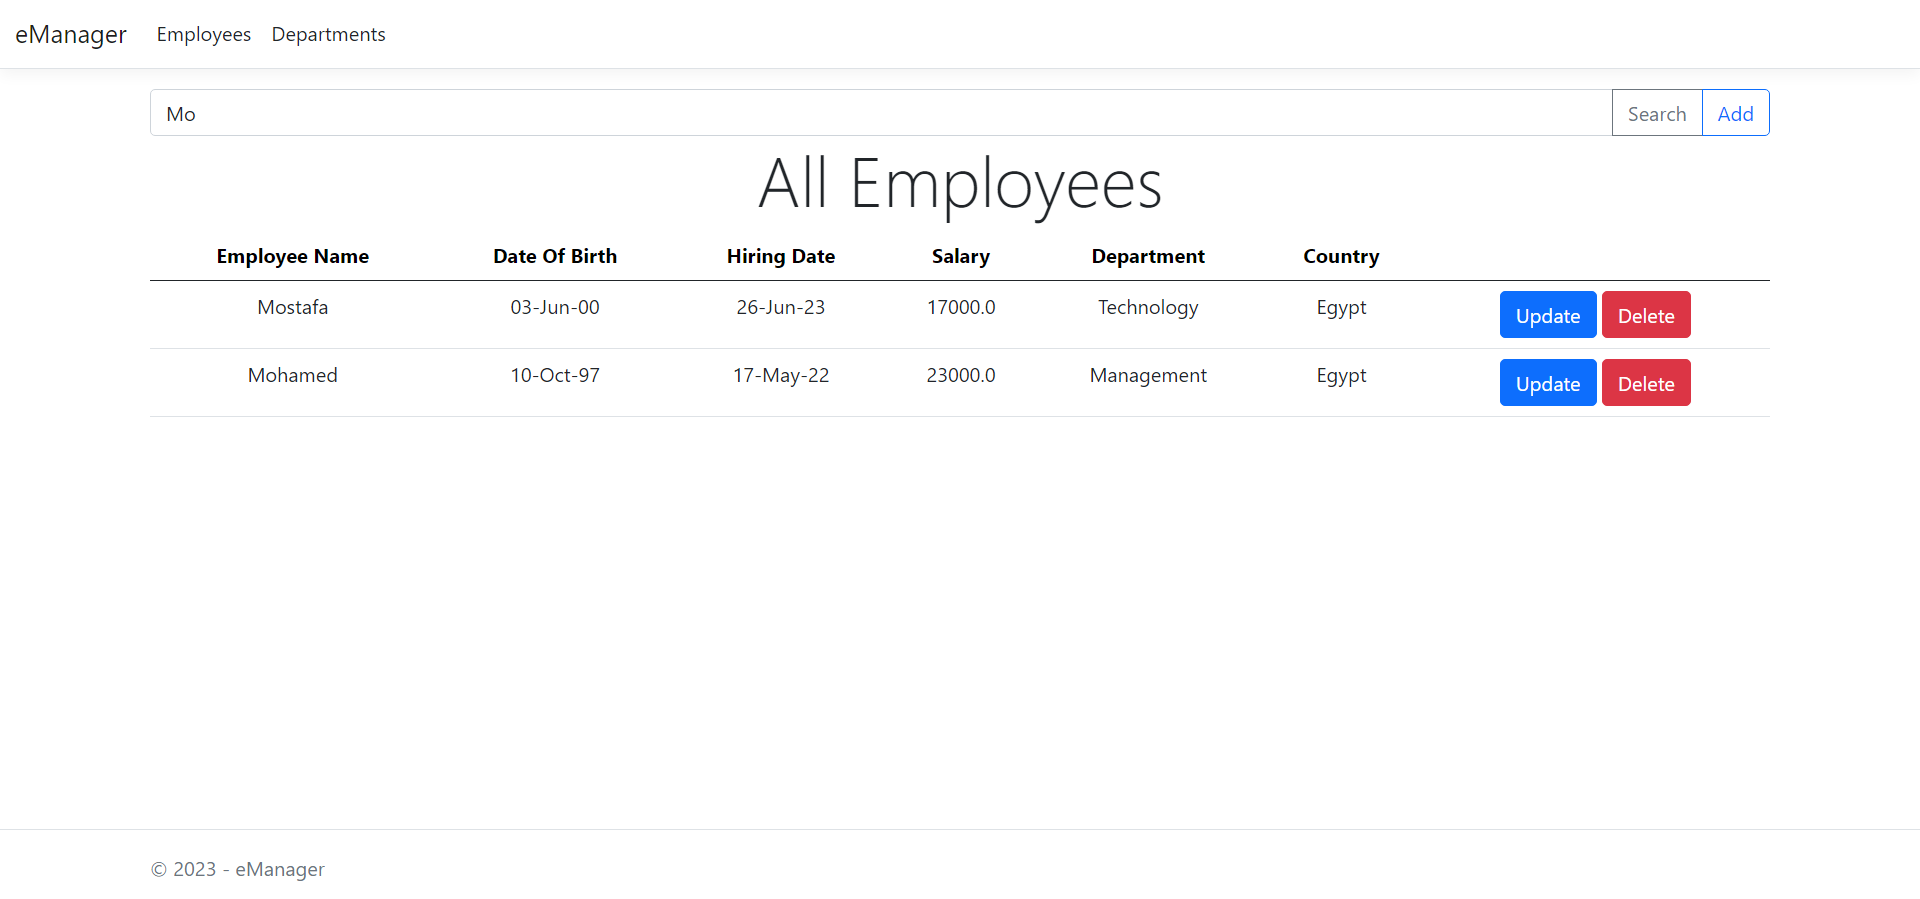 eManager Employees Departments
Mo Search Add
All Employees
Employee Name Date Of Birth Hiring Date Salary Department Country
Mostafa 03-Jun-00 26-Jun-23 17000.0 Technology Egypt Update Delete
Mohamed 10-Oct-97 17-May-22 23000.0 Management Egypt Update Delete
© 2023 - eManager